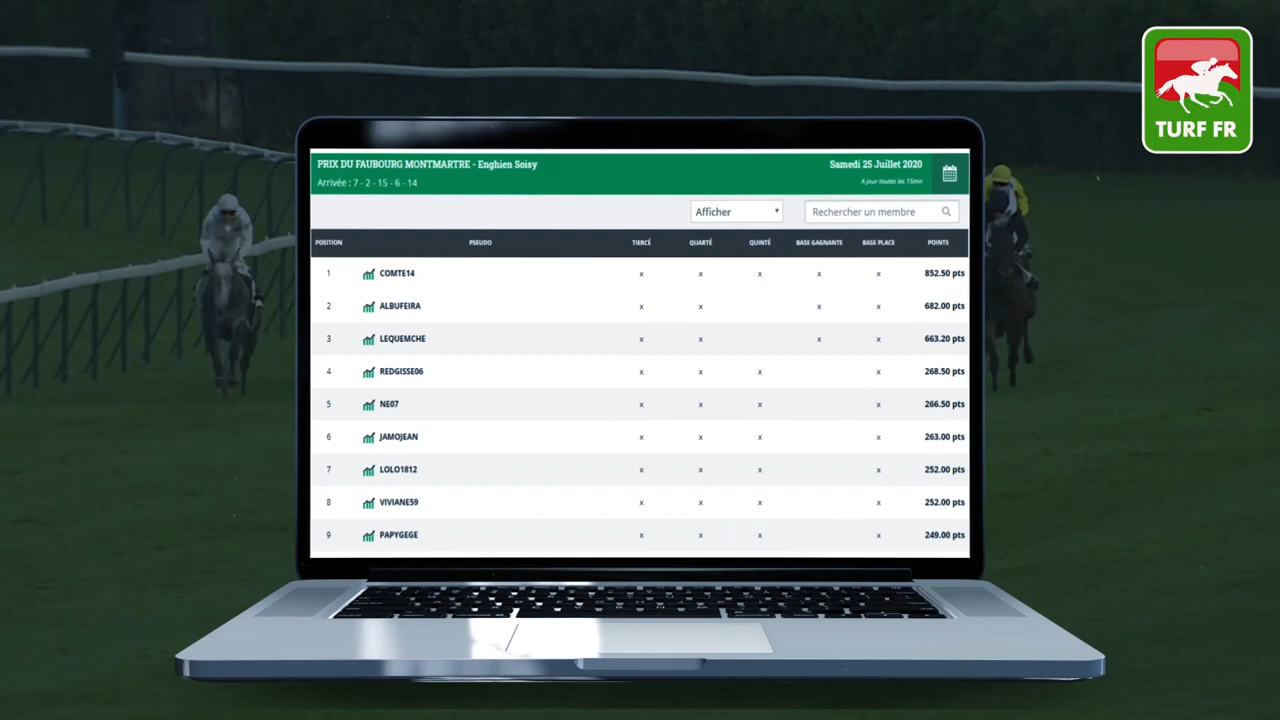 TURF FR
PRIX DU FAUBOURG MONTMARTRE - Enghien Soisy
Samedi 25 Juillet 2020
Arrivée : 7 - 2 - 15 - 6 - 14
A jour toutes les 15mn
Afficher
Rechercher un membre
POSITION PSEUDO TIERCÉ QUARTÉ QUINTÉ BASE GAGNANTE BASE PLACE POINTS
1 COMTE14 x x x x x 852.50 pts
2 ALBUFEIRA x x x x 682.00 pts
3 LEQUEMCHE x x x x 663.20 pts
4 REDGISSE06 x x x x 268.50 pts
5 NE07 x x x x 266.50 pts
6 JAMOJEAN x x x x 263.00 pts
7 LOLO1812 x x x x 252.00 pts
8 VIVIANE59 x x x x 252.00 pts
9 PAPYGEGE x x x x 249.00 pts